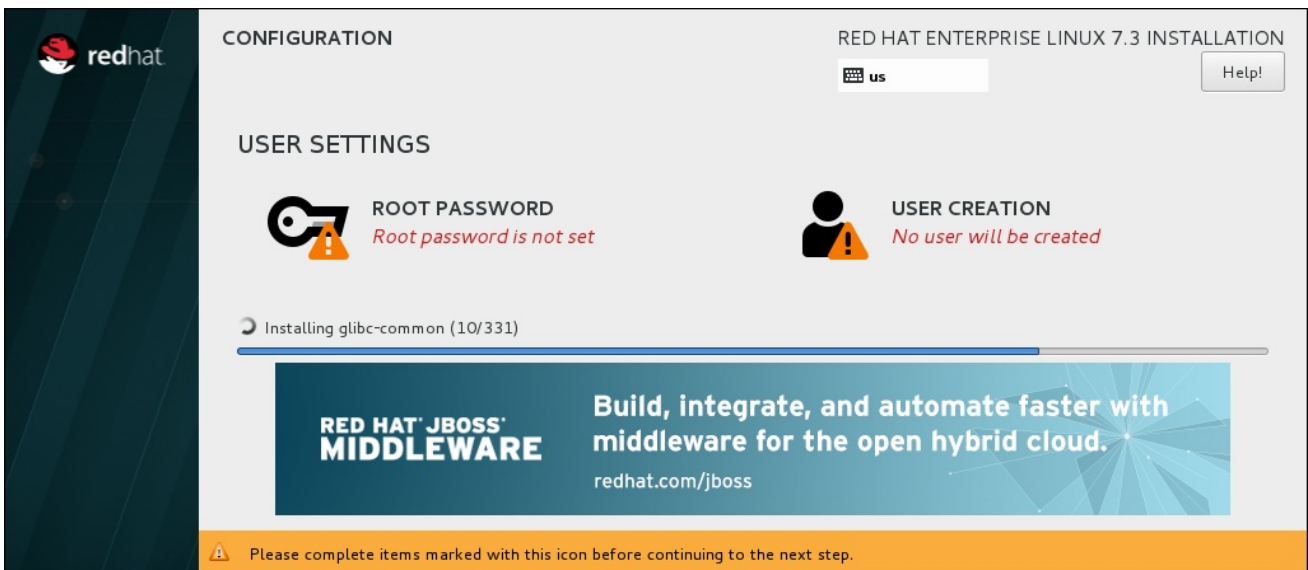 redhat
CONFIGURATION
RED HAT ENTERPRISE LINUX 7.3 INSTALLATION
us
Help!
USER SETTINGS
ROOT PASSWORD
Root password is not set
USER CREATION
No user will be created
Installing glibc-common (10/331)
RED HAT® JBOSS®
MIDDLEWARE
Build, integrate, and automate faster with
middleware for the open hybrid cloud.
redhat.com/jboss
Please complete items marked with this icon before continuing to the next step.